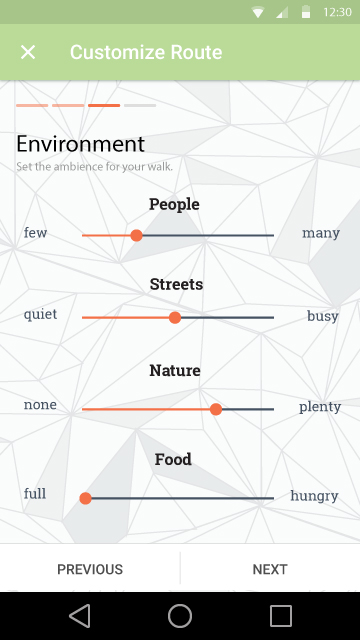 12:30
Customize Route
Environment
Set the ambience for your walk.
People
few many
Streets
quiet busy
Nature
none plenty
Food
full hungry
PREVIOUS NEXT